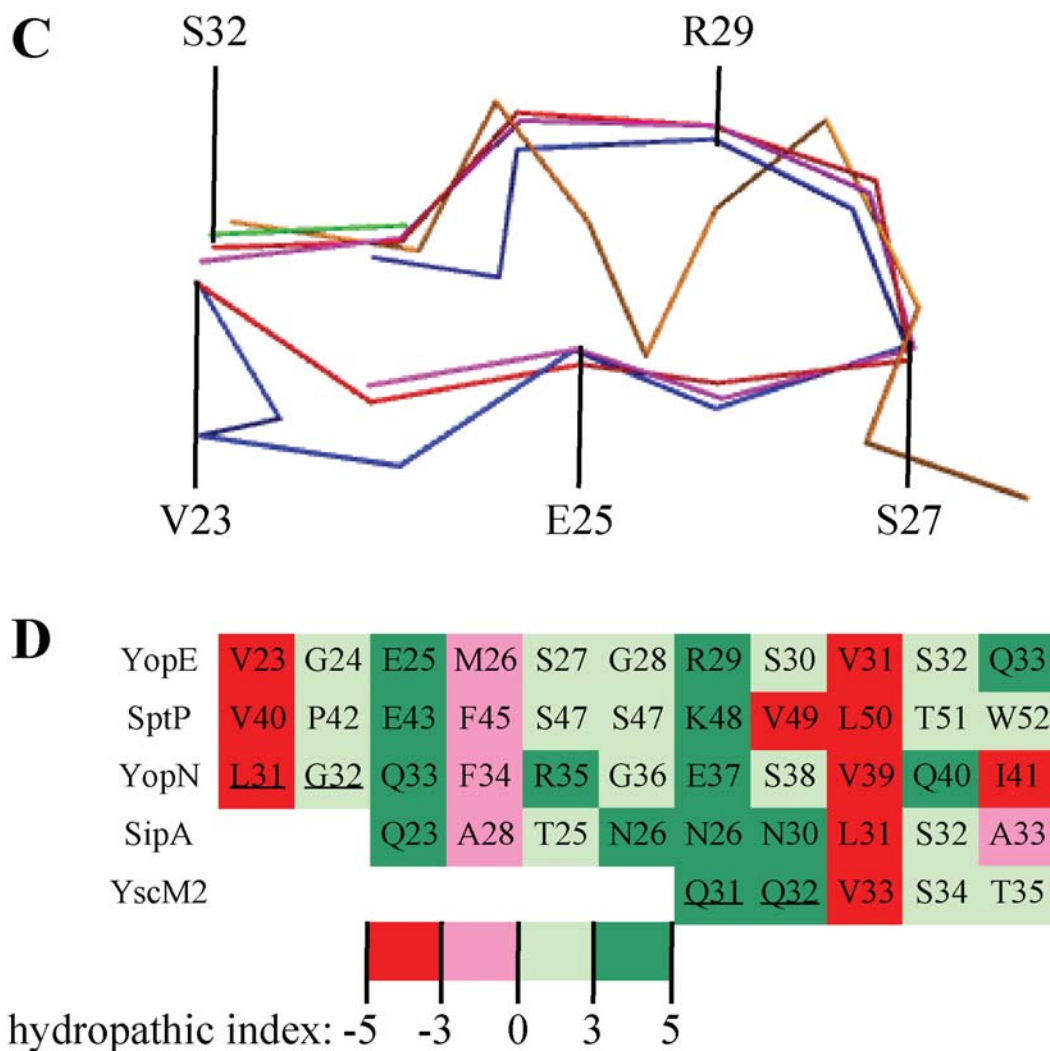 C
S32 R29
V23 E25 S27
D
YopE V23 G24 E25 M26 S27 G28 R29 S30 V31 S32 Q33
SptP V40 P42 E43 F45 S47 S47 K48 V49 L50 T51 W52
YopN L31 G32 Q33 F34 R35 G36 E37 S38 V39 Q40 I41
SipA Q23 A28 T25 N26 N26 N30 L31 S32 A33
YscM2 Q31 Q32 V33 S34 T35
hydropathic index: -5 -3 0 3 5